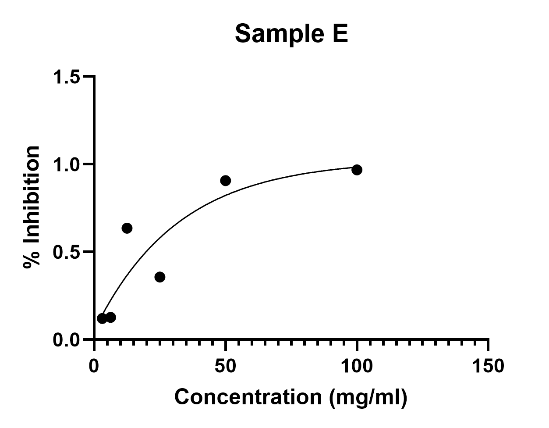 Sample E
% Inhibition
1.5
1.0
0.5
0.0
0 50 100 150
Concentration (mg/ml)